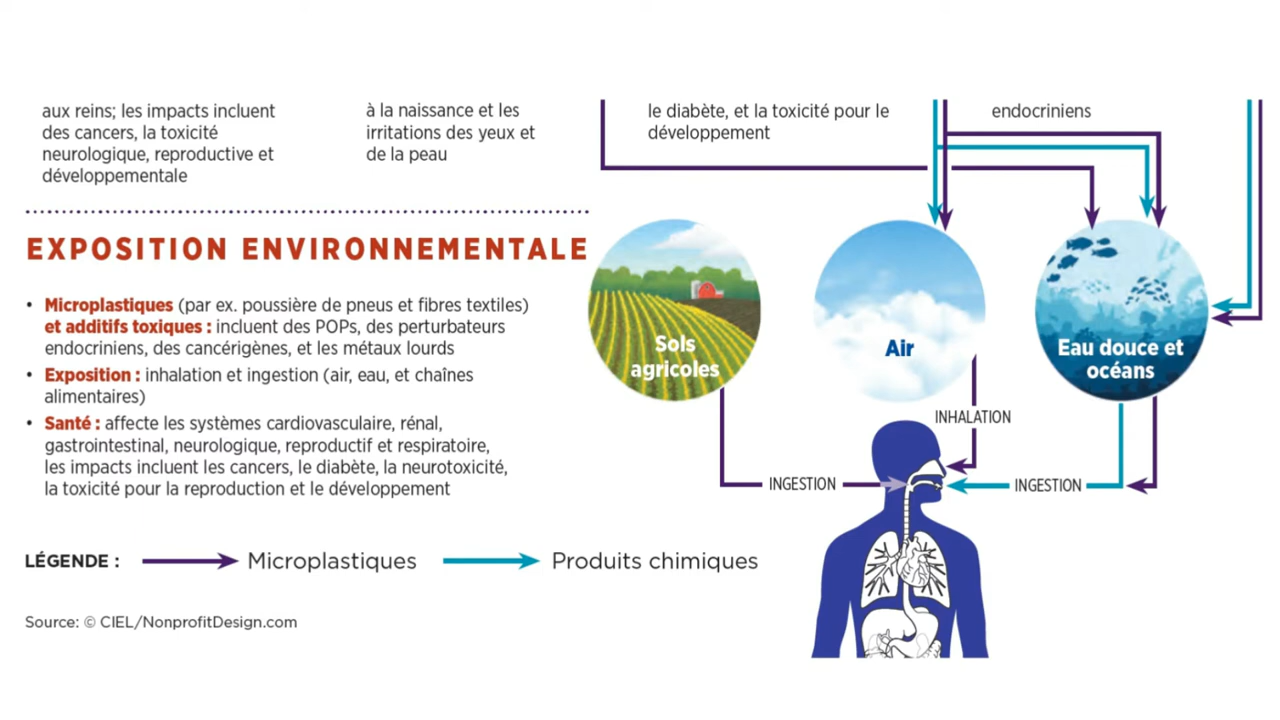 aux reins; les impacts incluent
des cancers, la toxicité
neurologique, reproductive et
développementale
à la naissance et les
irritations des yeux et
de la peau
le diabète, et la toxicité pour le
développement
endocriniens
EXPOSITION ENVIRONNEMENTALE
• Microplastiques (par ex. poussière de pneus et fibres textiles)
et additifs toxiques : incluent des POPs, des perturbateurs
endocriniens, des cancérigènes, et les métaux lourds
• Exposition : inhalation et ingestion (air, eau, et chaînes
alimentaires)
• Santé : affecte les systèmes cardiovasculaire, rénal,
gastrointestinal, neurologique, reproductif et respiratoire,
les impacts incluent les cancers, le diabète, la neurotoxicité,
la toxicité pour la reproduction et le développement
Sols
agricoles
Air
Eau douce et
océans
INHALATION
INGESTION
INGESTION
LÉGENDE :
Microplastiques
Produits chimiques
Source: © CIEL/NonprofitDesign.com